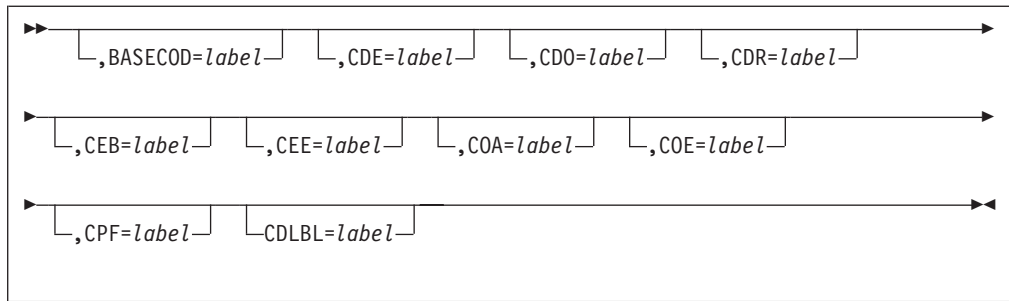 ,BASECOD=label ,CDE=label ,CDO=label ,CDR=label
,CEB=label ,CEE=label ,COA=label ,COE=label
,CPF=label CDLBL=label